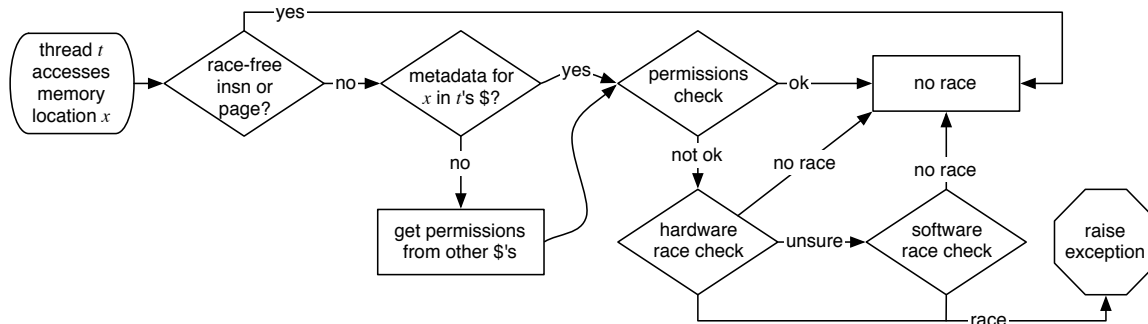 yes
thread t
accesses
memory
location x
race-free
insn or
page?
no
metadata for
x in t's $?
yes
permissions
check
ok
no race
no
not ok
no race
no race
get permissions
from other $'s
hardware
race check
unsure
software
race check
raise
exception
race